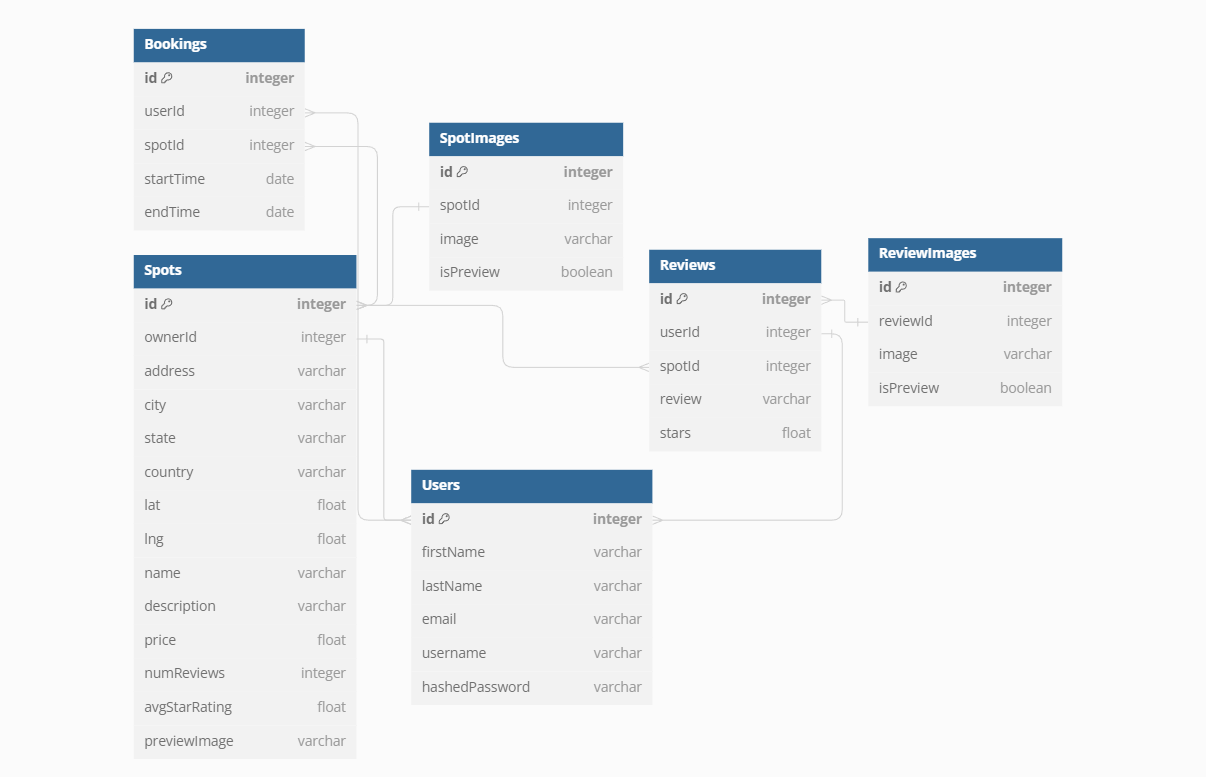 Bookings
id integer
userId integer
spotId integer
startTime date
endTime date
SpotImages
id integer
spotId integer
image varchar
isPreview boolean
Spots
id integer
ownerId integer
address varchar
city varchar
state varchar
country varchar
lat float
lng float
name varchar
description varchar
price float
numReviews integer
avgStarRating float
previewImage varchar
Reviews
id integer
userId integer
spotId integer
review varchar
stars float
ReviewImages
id integer
reviewId integer
image varchar
isPreview boolean
Users
id integer
firstName varchar
lastName varchar
email varchar
username varchar
hashedPassword varchar